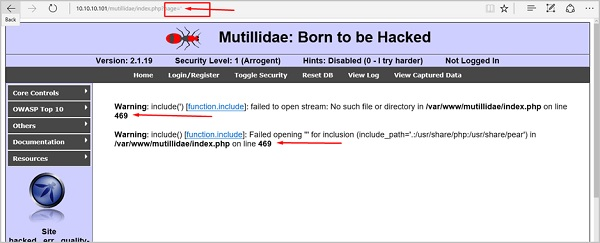 Back
10.10.10.101/mutillidae/index.php?page='
Mutillidae: Born to be Hacked
Version: 2.1.19 Security Level: 1 (Arrogent) Hints: Disabled (0 - I try harder) Not Logged In
Home Login/Register Toggle Security Reset DB View Log View Captured Data
Core Controls
OWASP Top 10
Others
Documentation
Resources
Warning: include(') [function.include]: failed to open stream: No such file or directory in /var/www/mutillidae/index.php on line
469
Warning: include() [function.include]: Failed opening ''' for inclusion (include_path='.:/usr/share/php:/usr/share/pear') in
/var/www/mutillidae/index.php on line 469
Site
hacked err quality-